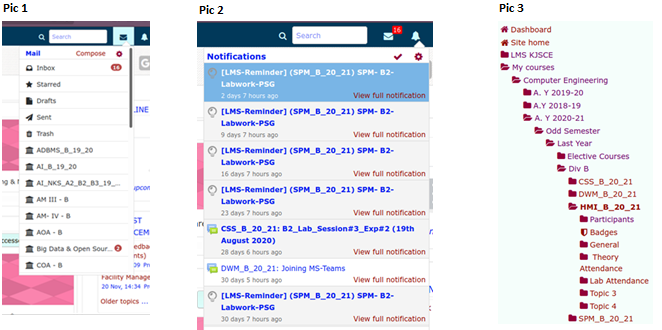 Pic 1
Search
Mail Compose
Inbox 16
Starred
Drafts
Sent
Trash
ADBMS_B_19_20
AI_B_19_20
AI_NKS_A2_B2_B3_19_...
AM III - B
AM- IV - B
AOA - B
Big Data & Open Sour... 2
COA - B
LINE
Facility Manage
20 Nov, 14:34
Older topics ...
Pic 2
Search
16
Notifications
[LMS-Reminder] (SPM_B_20_21) SPM- B2-
Labwork-PSG
2 days 7 hours ago View full notification
[LMS-Reminder] (SPM_B_20_21) SPM- B2-
Labwork-PSG
9 days 7 hours ago View full notification
[LMS-Reminder] (SPM_B_20_21) SPM- B2-
Labwork-PSG
16 days 7 hours ago View full notification
[LMS-Reminder] (SPM_B_20_21) SPM- B2-
Labwork-PSG
23 days 7 hours ago View full notification
CSS_B_20_21: B2_Lab_Session#3_Exp#2 (19th
August 2020)
28 days 6 hours ago View full notification
DWM_B_20_21: Joining MS-Teams
30 days 5 hours ago View full notification
[LMS-Reminder] (SPM_B_20_21) SPM- B2-
Labwork-PSG
30 days 7 hours ago View full notification
Pic 3
Dashboard
Site home
LMS KJSCE
My courses
Computer Engineering
A. Y 2019-20
A.Y 2018-19
A. Y 2020-21
Odd Semester
Last Year
Elective Courses
Div B
CSS_B_20_21
DWM_B_20_21
HMI_B_20_21
Participants
Badges
General
Theory
Attendance
Lab Attendance
Topic 3
Topic 4
SPM_B_20_21